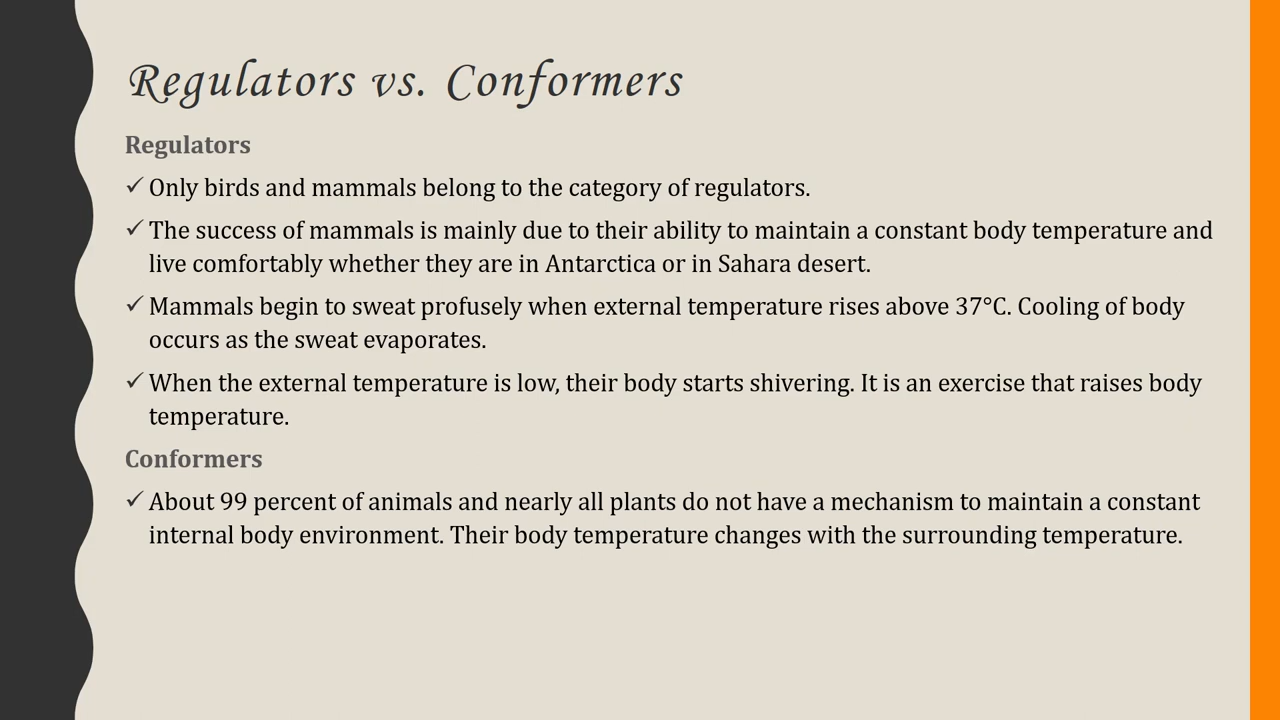 Regulators vs. Conformers
Regulators
✓ Only birds and mammals belong to the category of regulators.
✓ The success of mammals is mainly due to their ability to maintain a constant body temperature and
live comfortably whether they are in Antarctica or in Sahara desert.
✓ Mammals begin to sweat profusely when external temperature rises above 37°C. Cooling of body
occurs as the sweat evaporates.
✓ When the external temperature is low, their body starts shivering. It is an exercise that raises body
temperature.
Conformers
✓ About 99 percent of animals and nearly all plants do not have a mechanism to maintain a constant
internal body environment. Their body temperature changes with the surrounding temperature.